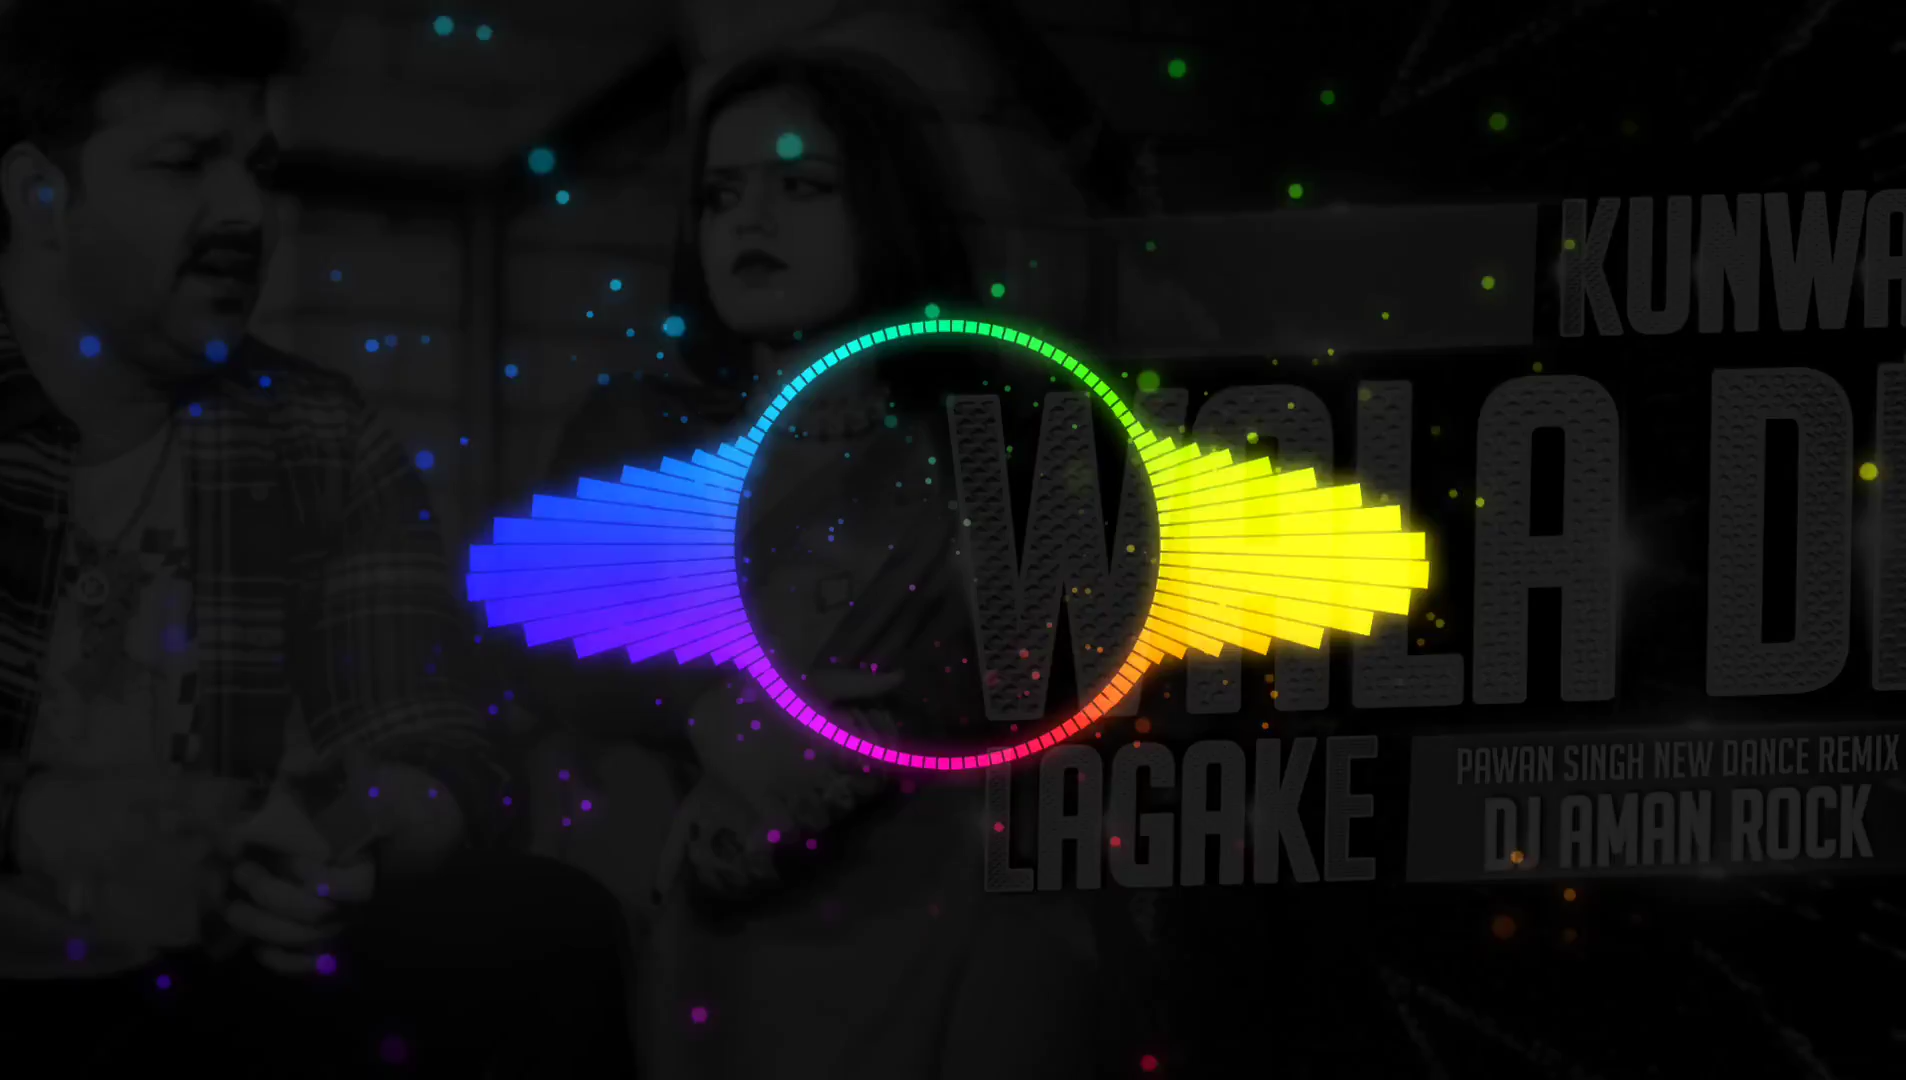 KUNWA
WALA D
LAGAKE
PAWAN SINGH NEW DANCE REMIX
DJ AMAN ROCK